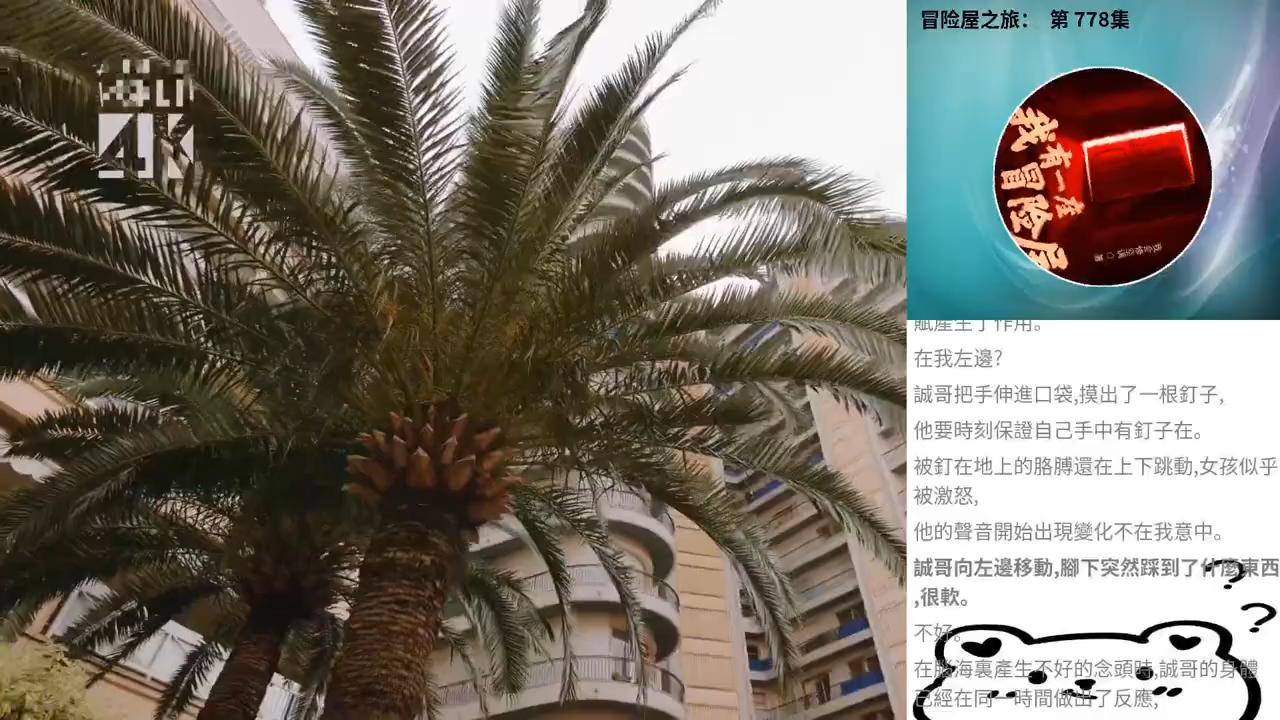 4K
冒险屋之旅： 第 778集
我有一座
冒险屋
賦產生了作用。
在我左邊?
誠哥把手伸進口袋,摸出了一根釘子,
他要時刻保證自己手中有釘子在。
被釘在地上的胳膊還在上下跳動,女孩似乎
被激怒,
他的聲音開始出現變化不在我意中。
誠哥向左邊移動,腳下突然踩到了什麼東西
,很軟。
不好。
在腦海裏產生不好的念頭時,誠哥的身體
已經在同一時間做出了反應,